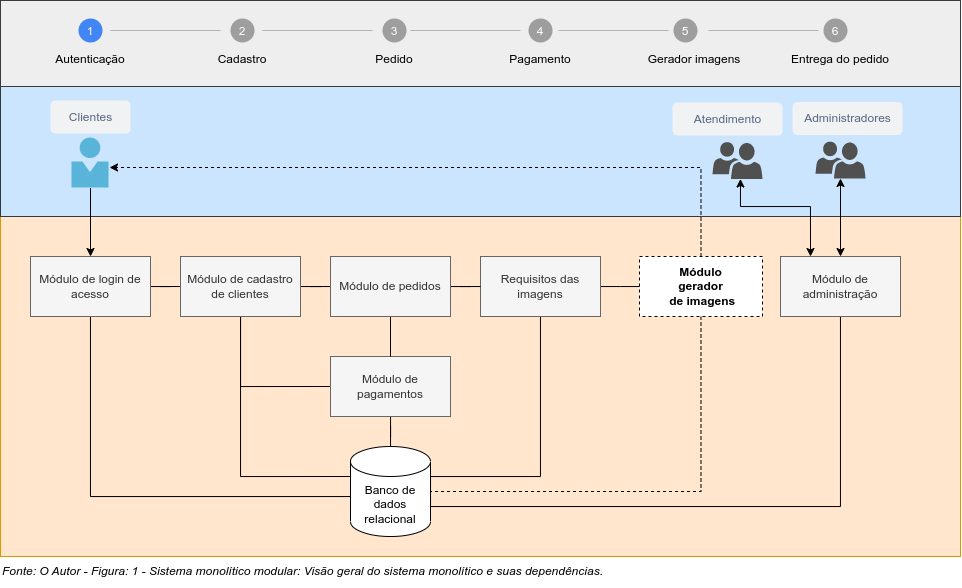 1
2
3
4
5
6
Autenticação
Cadastro
Pedido
Pagamento
Gerador imagens
Entrega do pedido
Clientes
Atendimento
Administradores
Módulo de login de
acesso
Módulo de cadastro
de clientes
Módulo de pedidos
Requisitos das
imagens
Módulo
gerador
de imagens
Módulo de
administração
Módulo de
pagamentos
Banco de
dados
relacional
Fonte: O Autor - Figura: 1 - Sistema monolítico modular: Visão geral do sistema monolítico e suas dependências.